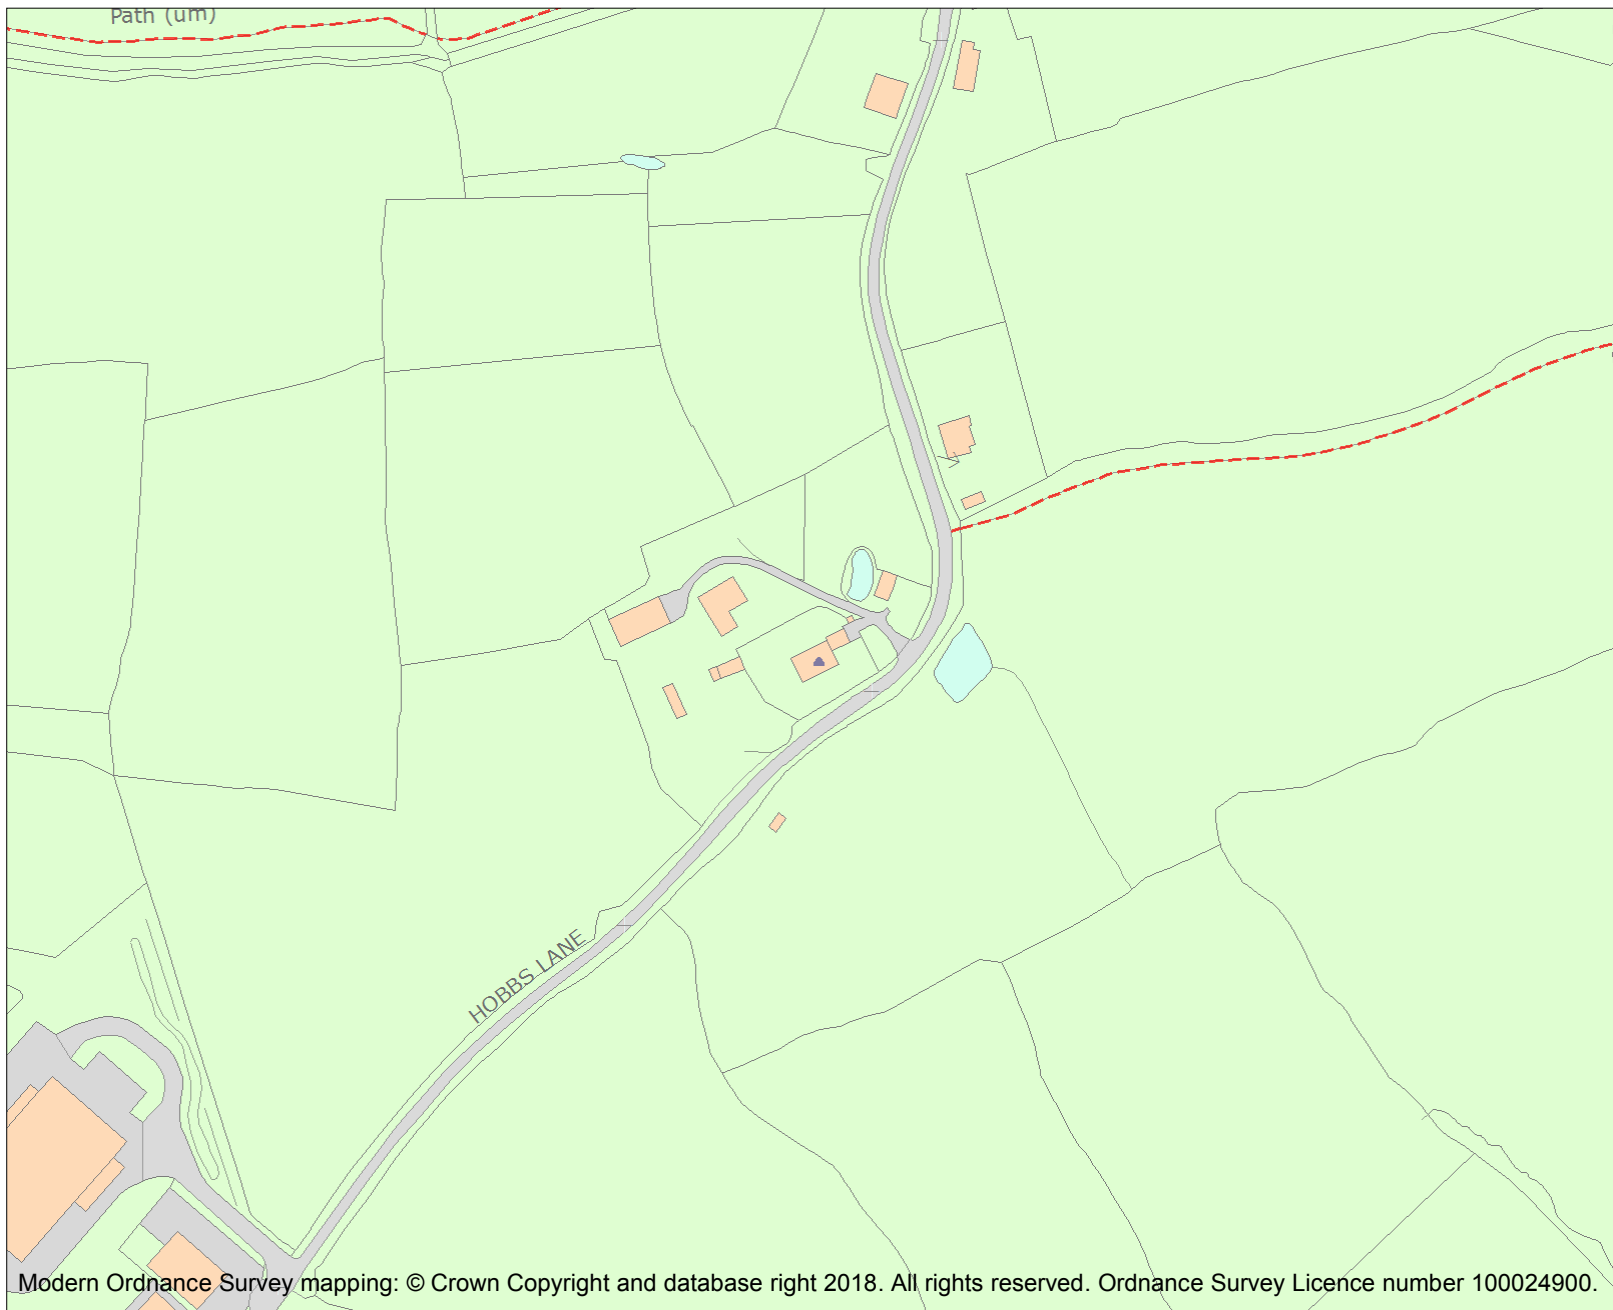 Path (um)
HOBBS LANE
Modern Ordnance Survey mapping: © Crown Copyright and database right 2018. All rights reserved. Ordnance Survey Licence number 100024900.